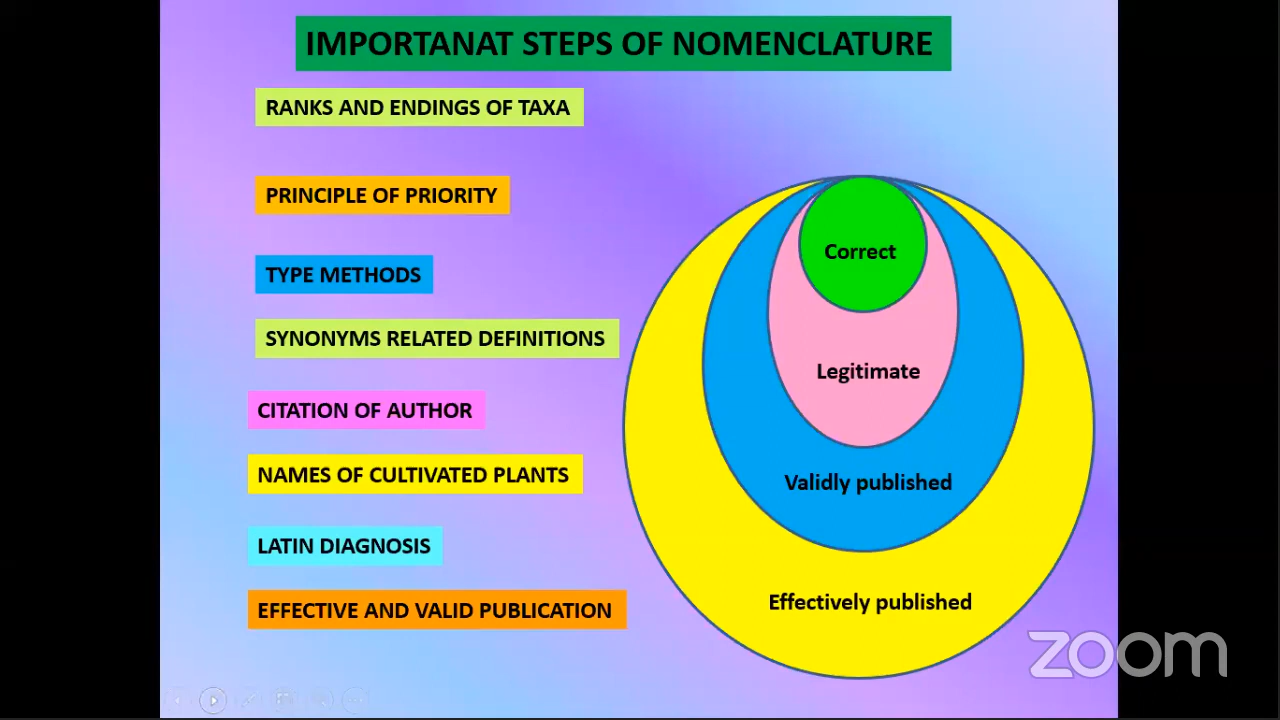 IMPORTANAT STEPS OF NOMENCLATURE
RANKS AND ENDINGS OF TAXA
PRINCIPLE OF PRIORITY
TYPE METHODS
SYNONYMS RELATED DEFINITIONS
CITATION OF AUTHOR
NAMES OF CULTIVATED PLANTS
LATIN DIAGNOSIS
EFFECTIVE AND VALID PUBLICATION
Correct
Legitimate
Validly published
Effectively published
zoom